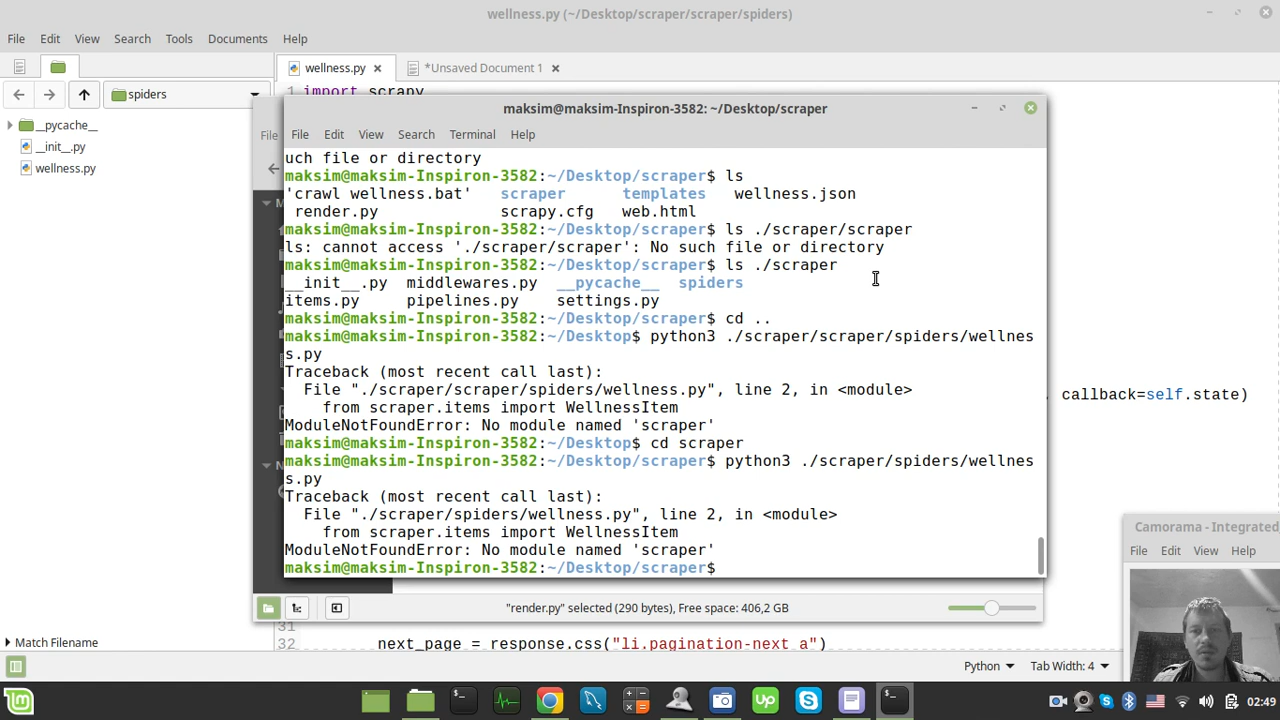 wellness.py (~/Desktop/scraper/scraper/spiders)
File Edit View Search Tools Documents Help
wellness.py *Unsaved Document 1
spiders
1 import scrapy
__pycache__
__init__.py
wellness.py
maksim@maksim-Inspiron-3582: ~/Desktop/scraper
File
File Edit View Search Terminal Help
uch file or directory
maksim@maksim-Inspiron-3582:~/Desktop/scraper$ ls
'crawl wellness.bat' scraper templates wellness.json
render.py scrapy.cfg web.html
maksim@maksim-Inspiron-3582:~/Desktop/scraper$ ls ./scraper/scraper
ls: cannot access './scraper/scraper': No such file or directory
maksim@maksim-Inspiron-3582:~/Desktop/scraper$ ls ./scraper
__init__.py middlewares.py __pycache__ spiders
items.py pipelines.py settings.py
maksim@maksim-Inspiron-3582:~/Desktop/scraper$ cd ..
maksim@maksim-Inspiron-3582:~/Desktop$ python3 ./scraper/scraper/spiders/wellnes
s.py
Traceback (most recent call last):
File "./scraper/scraper/spiders/wellness.py", line 2, in <module>
from scraper.items import WellnessItem
ModuleNotFoundError: No module named 'scraper'
maksim@maksim-Inspiron-3582:~/Desktop$ cd scraper
maksim@maksim-Inspiron-3582:~/Desktop/scraper$ python3 ./scraper/spiders/wellnes
s.py
Traceback (most recent call last):
File "./scraper/spiders/wellness.py", line 2, in <module>
from scraper.items import WellnessItem
ModuleNotFoundError: No module named 'scraper'
maksim@maksim-Inspiron-3582:~/Desktop/scraper$
, callback=self.state)
Camorama - Integrated
File Edit View Help
"render.py" selected (290 bytes), Free space: 406,2 GB
31
32 next_page = response.css("li.pagination-next a")
Match Filename
Python Tab Width: 4
02:49